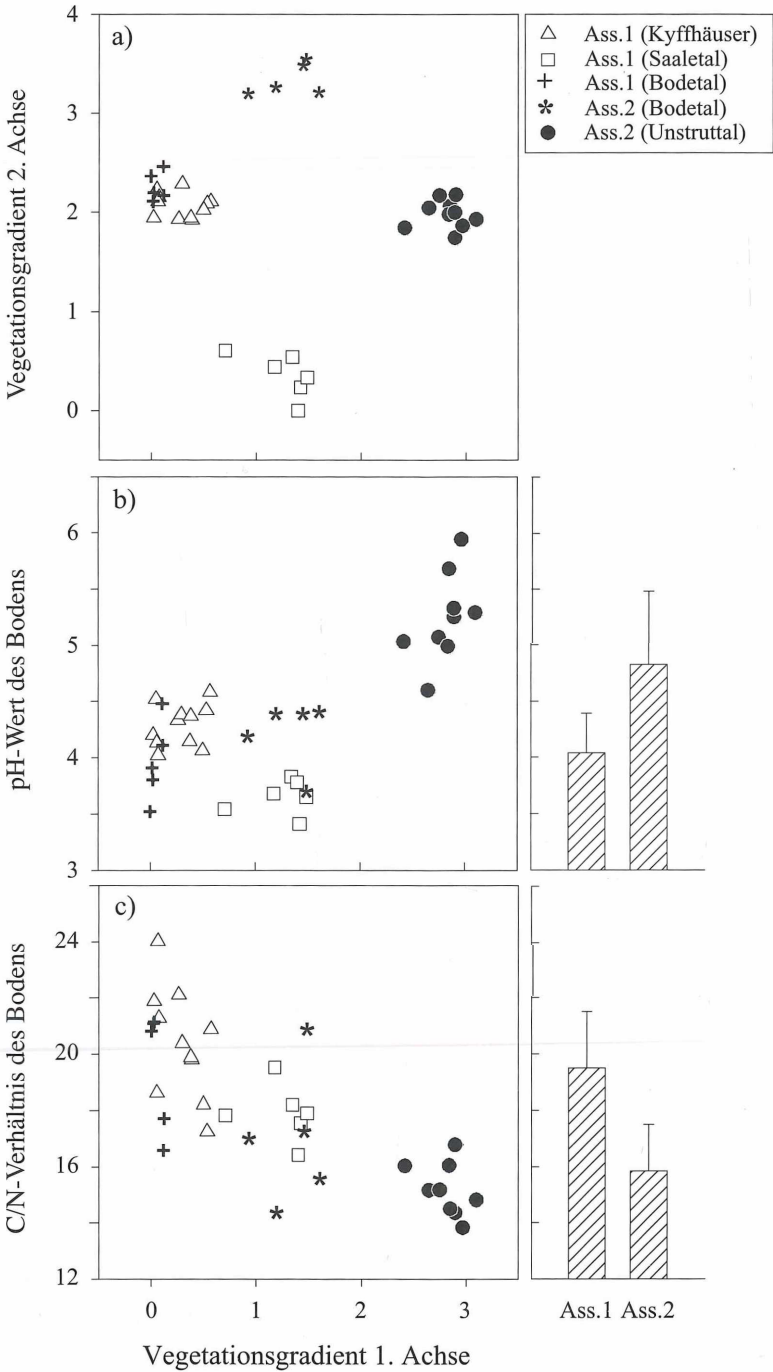 a)
Vegetationsgradient 2. Achse
4
3
2
1
0
Ass.1 (Kyffhäuser)
Ass.1 (Saaletal)
Ass.1 (Bodetal)
Ass.2 (Bodetal)
Ass.2 (Unstruttal)
b)
pH-Wert des Bodens
6
5
4
3
c)
C/N-Verhältnis des Bodens
24
20
16
12
0 1 2 3
Vegetationsgradient 1. Achse
Ass.1 Ass.2